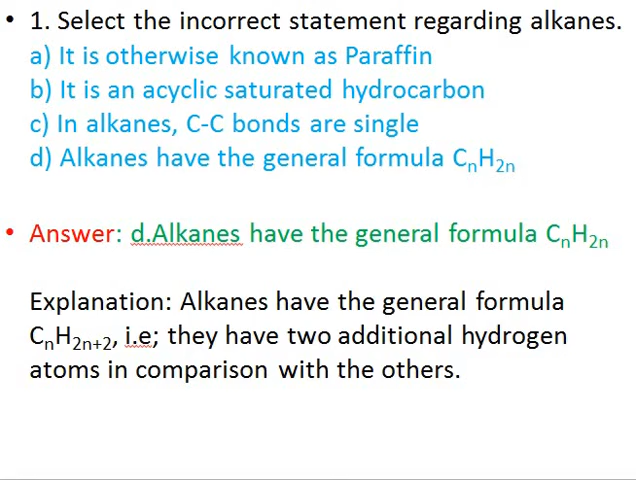 • 1. Select the incorrect statement regarding alkanes.
a) It is otherwise known as Paraffin
b) It is an acyclic saturated hydrocarbon
c) In alkanes, C-C bonds are single
d) Alkanes have the general formula CₙH₂ₙ
• Answer: d.Alkanes have the general formula CₙH₂ₙ
Explanation: Alkanes have the general formula
CₙH₂ₙ₊₂, i.e; they have two additional hydrogen
atoms in comparison with the others.